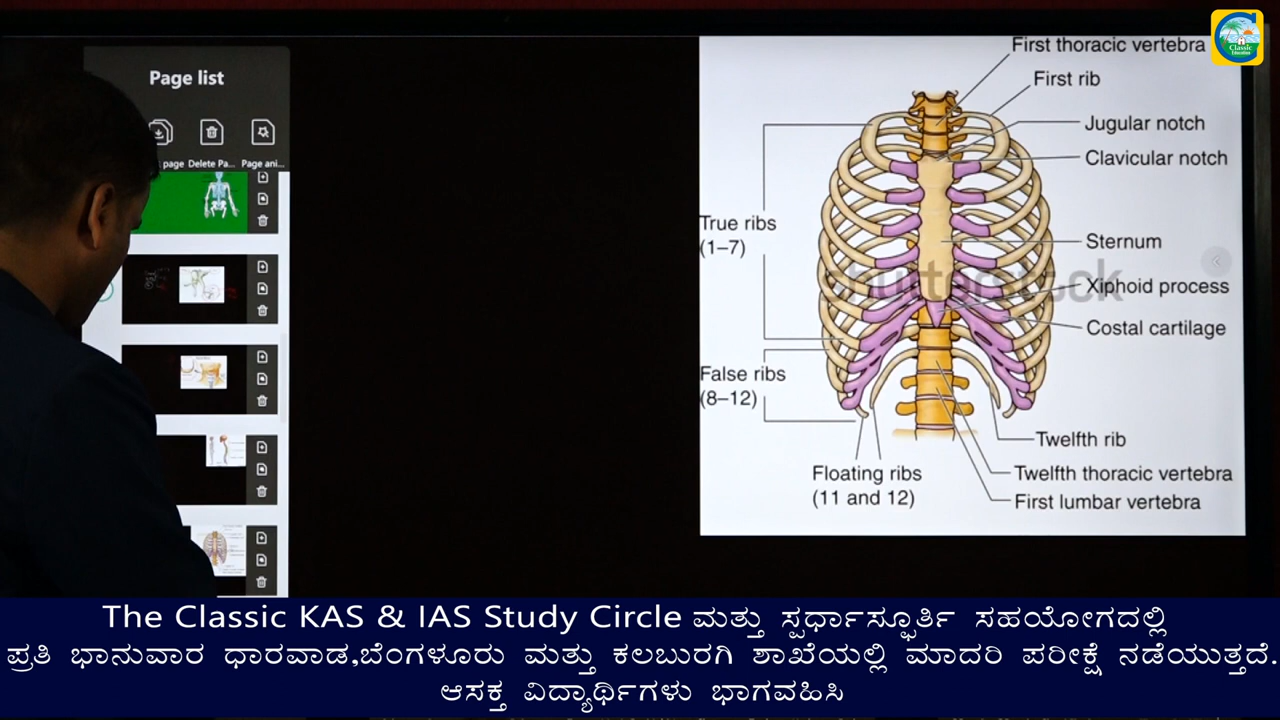 Classic
Education
Page list
page Delete Pa... Page ani...
First thoracic vertebra
First rib
Jugular notch
Clavicular notch
True ribs
(1–7)
Sternum
shutterstock
Xiphoid process
Costal cartilage
False ribs
(8–12)
Twelfth rib
Floating ribs
(11 and 12)
Twelfth thoracic vertebra
First lumbar vertebra
The Classic KAS & IAS Study Circle ಮತ್ತು ಸ್ಪರ್ಧಾಸ್ಫೂರ್ತಿ ಸಹಯೋಗದಲ್ಲಿ
ಪ್ರತಿ ಭಾನುವಾರ ಧಾರವಾಡ,ಬೆಂಗಳೂರು ಮತ್ತು ಕಲಬುರಗಿ ಶಾಖೆಯಲ್ಲಿ ಮಾದರಿ ಪರೀಕ್ಷೆ ನಡೆಯುತ್ತದೆ.
ಆಸಕ್ತ ವಿದ್ಯಾರ್ಥಿಗಳು ಭಾಗವಹಿಸಿ